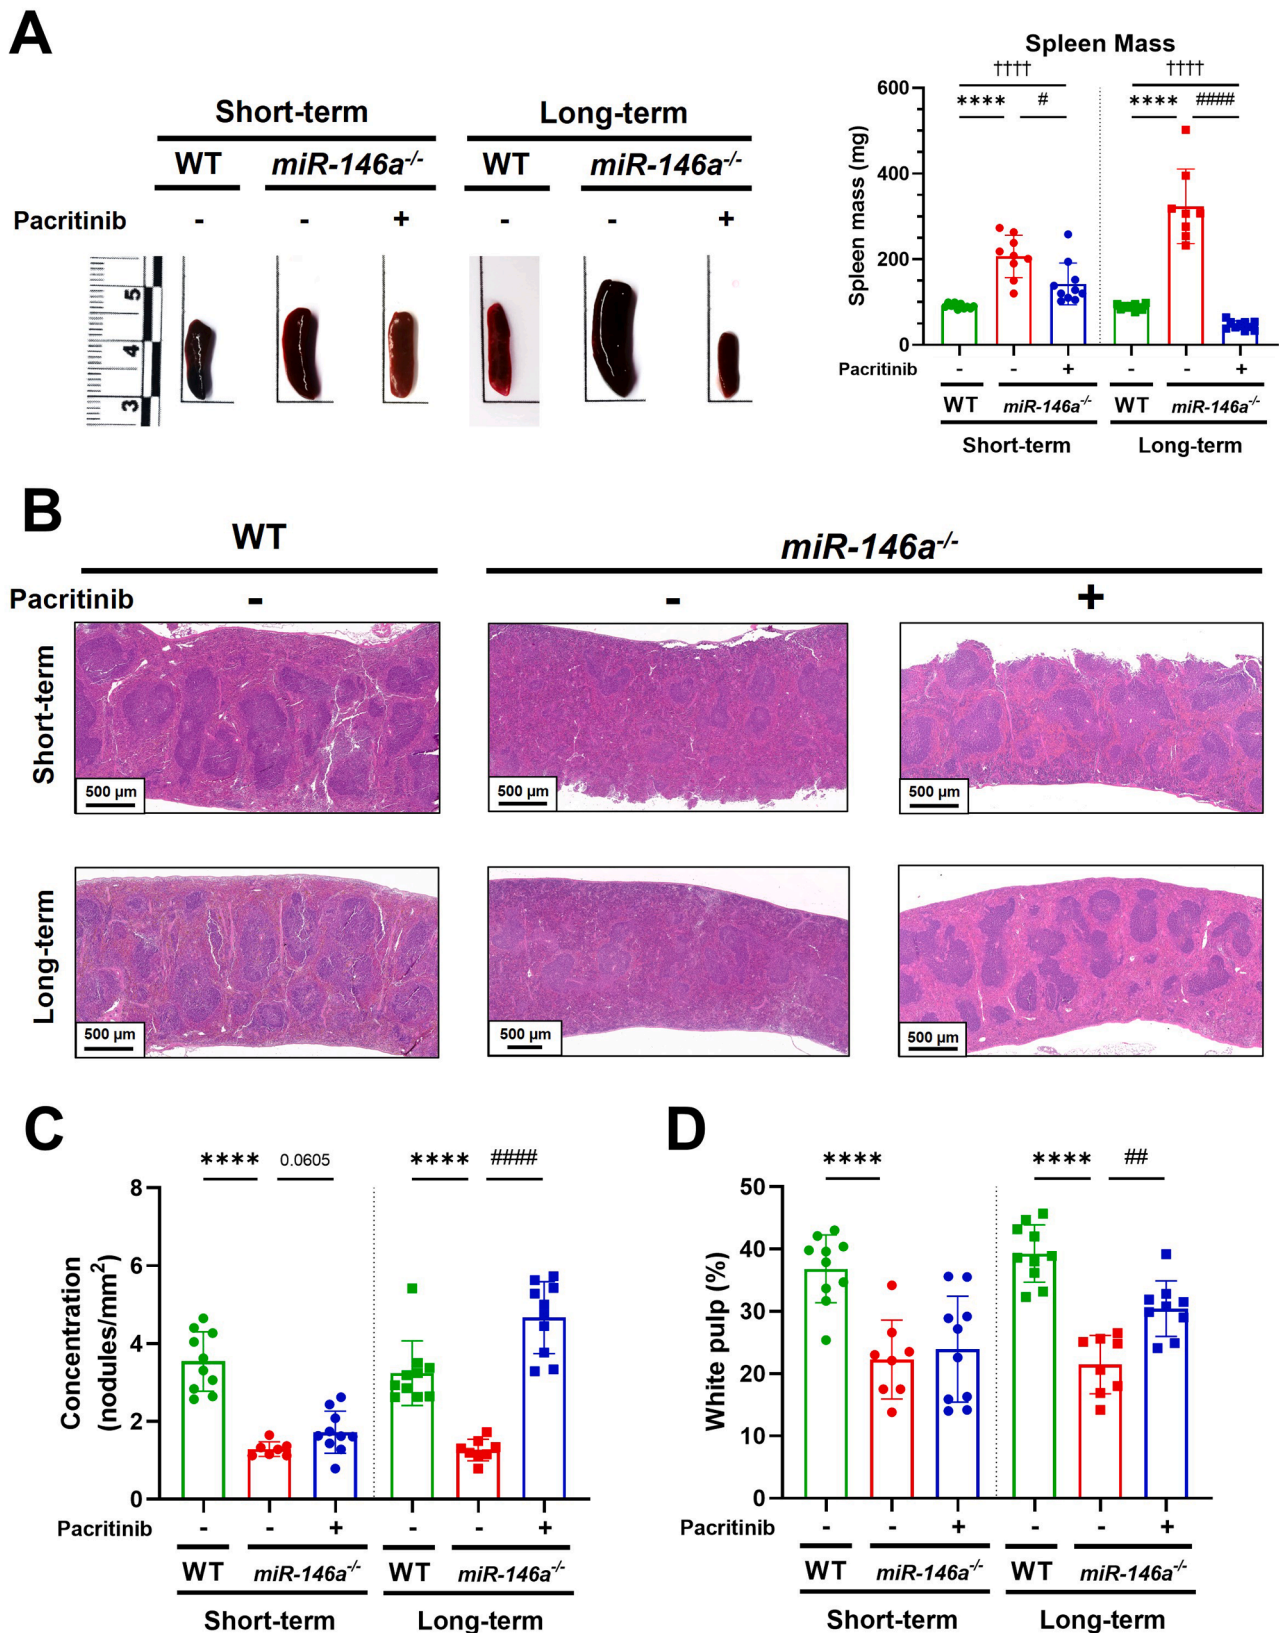 A
Short-term
Long-term
WT
miR-146a-/-
WT
miR-146a-/-
Pacritinib
-
-
+
-
-
+
5
4
3
Spleen Mass
††††
††††
****
#
****
####
600
400
200
0
Spleen mass (mg)
Pacritinib
-
-
+
-
-
+
WT
miR-146a-/-
WT
miR-146a-/-
Short-term
Long-term
B
WT
miR-146a-/-
Pacritinib
-
-
+
Short-term
500 µm
500 µm
500 µm
Long-term
500 µm
500 µm
500 µm
C
****
0.0605
****
####
8
6
4
2
0
Concentration
(nodules/mm2)
Pacritinib
-
-
+
-
-
+
WT
miR-146a-/-
WT
miR-146a-/-
Short-term
Long-term
D
****
****
##
50
40
30
20
10
0
White pulp (%)
Pacritinib
-
-
+
-
-
+
WT
miR-146a-/-
WT
miR-146a-/-
Short-term
Long-term